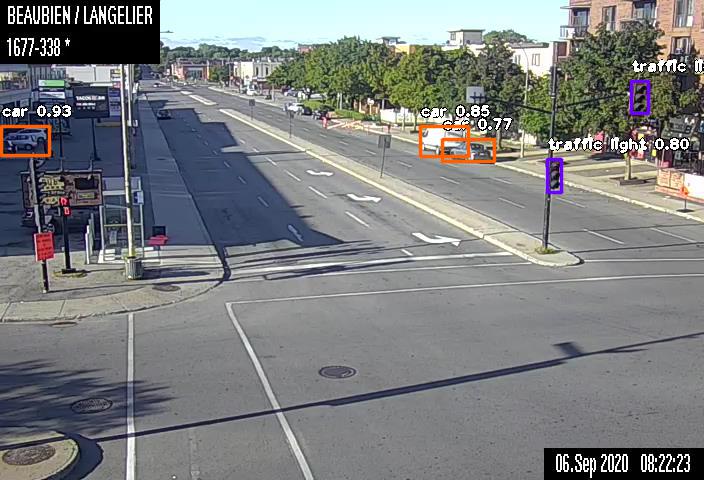 BEAUBIEN / LANGELIER
1677-338 *
traffic l
car 0.93
car 0.85
0.77
traffic light 0.80
06.Sep 2020 08:22:23